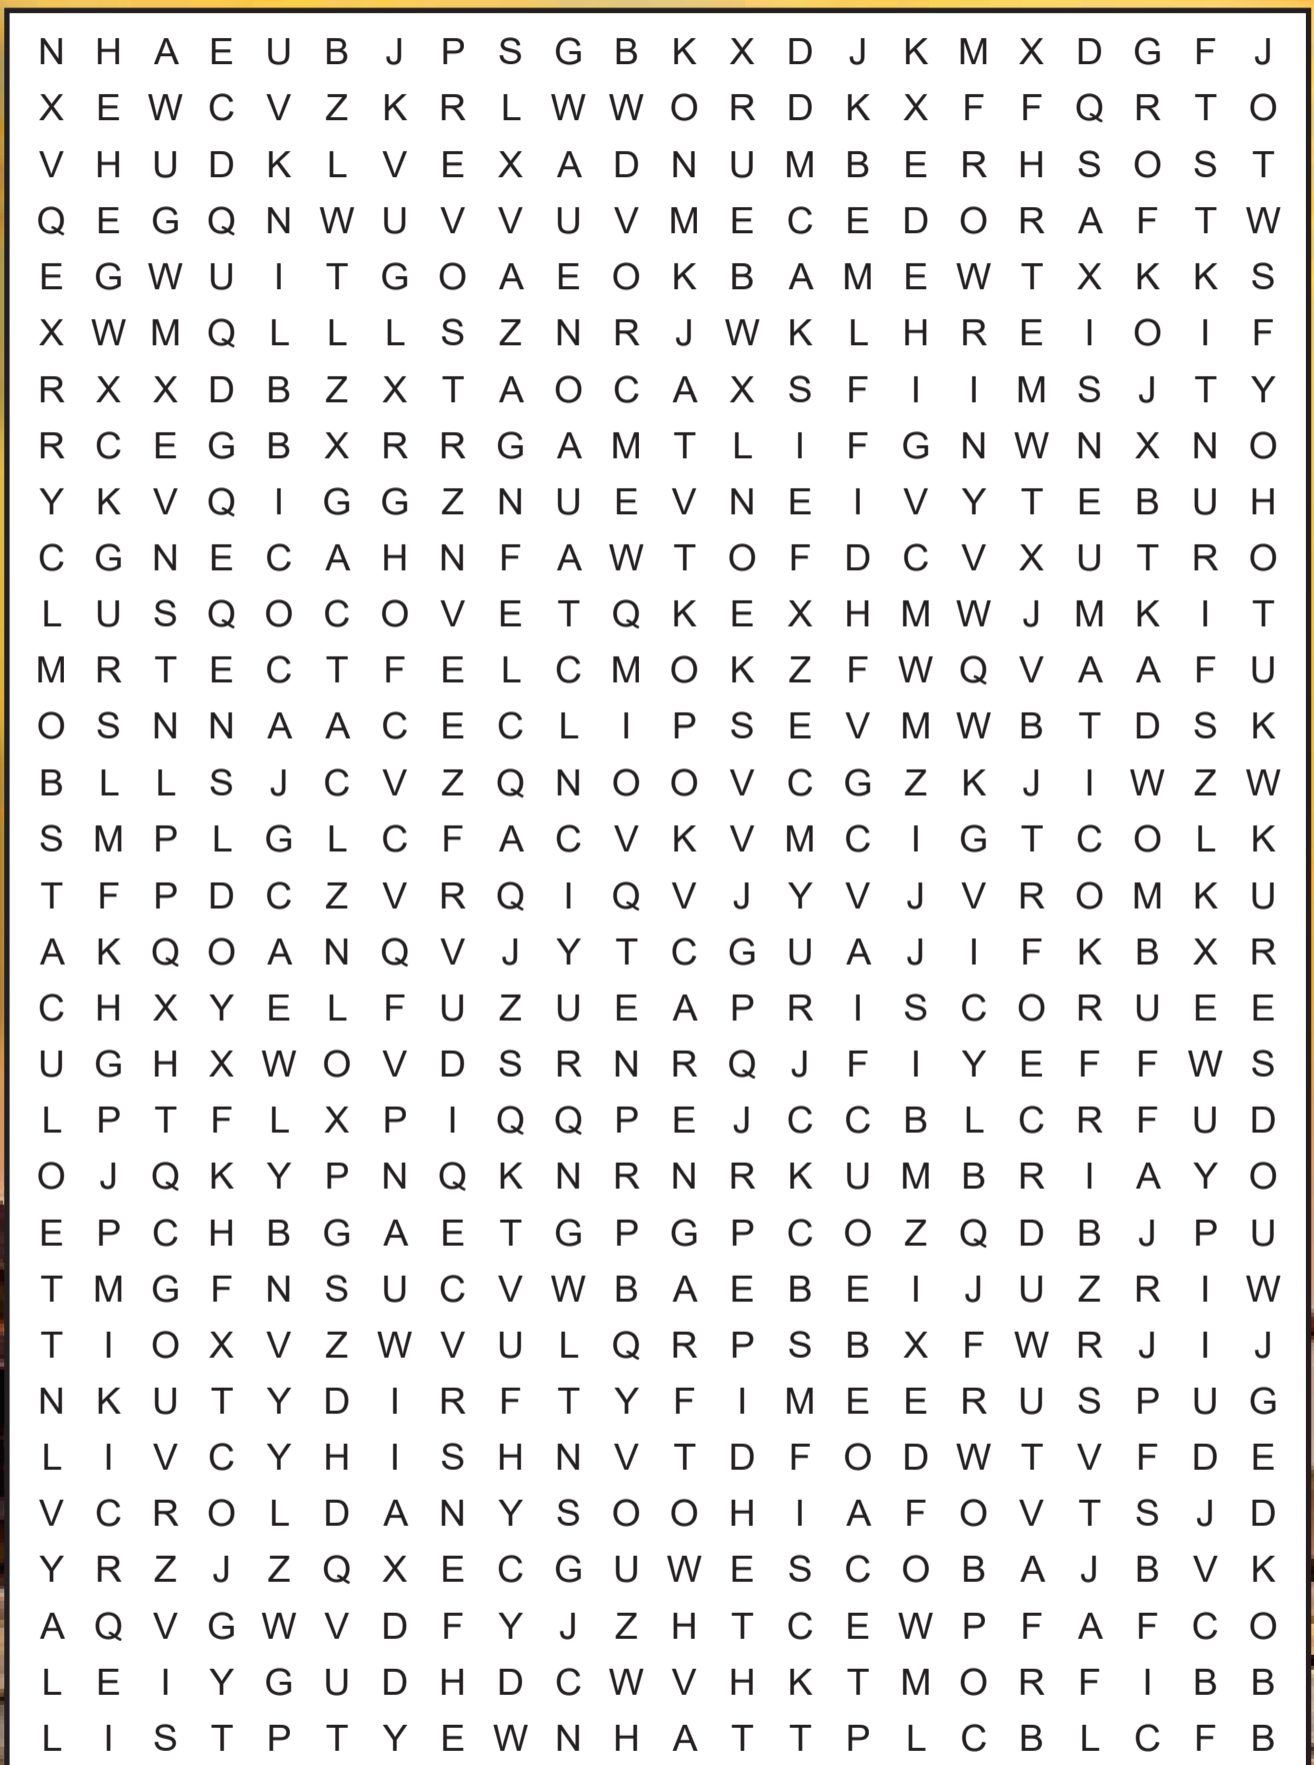 N H A E U B J P S G B K X D J K M X D G F J
X E W C V Z K R L W W O R D K X F F Q R T O
V H U D K L V E X A D N U M B E R H S O S T
Q E G Q N W U V V U V M E C E D O R A F T W
E G W U I T G O A E O K B A M E W T X K K S
X W M Q L L L S Z N R J W K L H R E I O I F
R X X D B Z X T A O C A X S F I I M S J T Y
R C E G B X R R G A M T L I F G N W N X N O
Y K V Q I G G Z N U E V N E I V Y T E B U H
C G N E C A H N F A W T O F D C V X U T R O
L U S Q O C O V E T Q K E X H M W J M K I T
M R T E C T F E L C M O K Z F W Q V A A F U
O S N N A A C E C L I P S E V M W B T D S K
B L L S J C V Z Q N O O V C G Z K J I W Z W
S M P L G L C F A C V K V M C I G T C O L K
T F P D C Z V R Q I Q V J Y V J V R O M K U
A K Q O A N Q V J Y T C G U A J I F K B X R
C H X Y E L F U Z U E A P R I S C O R U E E
U G H X W O V D S R N R Q J F I Y E F F W S
L P T F L X P I Q Q P E J C C B L C R F U D
O J Q K Y P N Q K N R N R K U M B R I A Y O
E P C H B G A E T G P G P C O Z Q D B J P U
T M G F N S U C V W B A E B E I J U Z R I W
T I O X V Z W V U L Q R P S B X F W R J I J
N K U T Y D I R F T Y F I M E E R U S P U G
L I V C Y H I S H N V T D F O D W T V F D E
V C R O L D A N Y S O O H I A F O V T S J D
Y R Z J Z Q X E C G U W E S C O B A J B V K
A Q V G W V D F Y J Z H T C E W P F A F C O
L E I Y G U D H D C W V H K T M O R F I B B
L I S T P T Y E W N H A T T P L C B L C F B